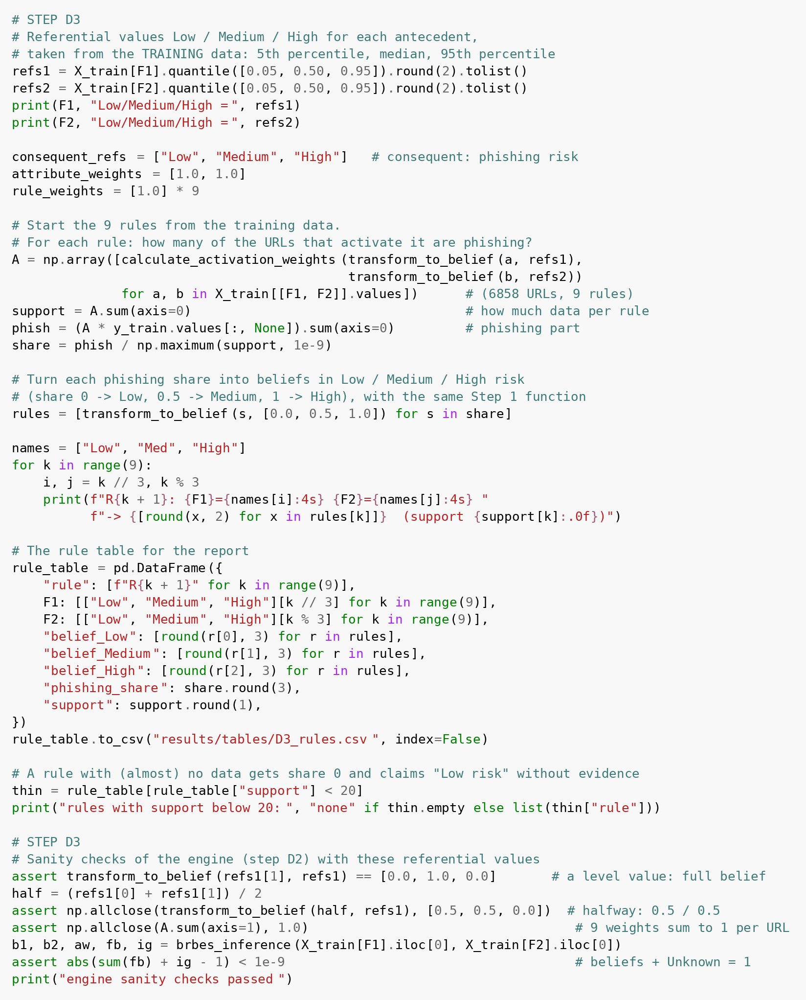 # STEP D3
# Referential values Low / Medium / High for each antecedent,
# taken from the TRAINING data: 5th percentile, median, 95th percentile
refs1 = X_train[F1].quantile([0.05, 0.50, 0.95]).round(2).tolist()
refs2 = X_train[F2].quantile([0.05, 0.50, 0.95]).round(2).tolist()
print(F1, "Low/Medium/High =", refs1)
print(F2, "Low/Medium/High =", refs2)

consequent_refs = ["Low", "Medium", "High"]   # consequent: phishing risk
attribute_weights = [1.0, 1.0]
rule_weights = [1.0] * 9

# Start the 9 rules from the training data.
# For each rule: how many of the URLs that activate it are phishing?
A = np.array([calculate_activation_weights(transform_to_belief(a, refs1),
                                           transform_to_belief(b, refs2))
              for a, b in X_train[[F1, F2]].values])      # (6858 URLs, 9 rules)
support = A.sum(axis=0)                                   # how much data per rule
phish = (A * y_train.values[:, None]).sum(axis=0)         # phishing part
share = phish / np.maximum(support, 1e-9)

# Turn each phishing share into beliefs in Low / Medium / High risk
# (share 0 -> Low, 0.5 -> Medium, 1 -> High), with the same Step 1 function
rules = [transform_to_belief(s, [0.0, 0.5, 1.0]) for s in share]

names = ["Low", "Med", "High"]
for k in range(9):
    i, j = k // 3, k % 3
    print(f"R{k + 1}: {F1}={names[i]:4s} {F2}={names[j]:4s} "
          f"-> {[round(x, 2) for x in rules[k]]}  (support {support[k]:.0f})")

# The rule table for the report
rule_table = pd.DataFrame({
    "rule": [f"R{k + 1}" for k in range(9)],
    F1: [["Low", "Medium", "High"][k // 3] for k in range(9)],
    F2: [["Low", "Medium", "High"][k % 3] for k in range(9)],
    "belief_Low": [round(r[0], 3) for r in rules],
    "belief_Medium": [round(r[1], 3) for r in rules],
    "belief_High": [round(r[2], 3) for r in rules],
    "phishing_share": share.round(3),
    "support": support.round(1),
})
rule_table.to_csv("results/tables/D3_rules.csv", index=False)

# A rule with (almost) no data gets share 0 and claims "Low risk" without evidence
thin = rule_table[rule_table["support"] < 20]
print("rules with support below 20:", "none" if thin.empty else list(thin["rule"]))

# STEP D3
# Sanity checks of the engine (step D2) with these referential values
assert transform_to_belief(refs1[1], refs1) == [0.0, 1.0, 0.0]       # a level value: full belief
half = (refs1[0] + refs1[1]) / 2
assert np.allclose(transform_to_belief(half, refs1), [0.5, 0.5, 0.0])  # halfway: 0.5 / 0.5
assert np.allclose(A.sum(axis=1), 1.0)                                  # 9 weights sum to 1 per URL
b1, b2, aw, fb, ig = brbes_inference(X_train[F1].iloc[0], X_train[F2].iloc[0])
assert abs(sum(fb) + ig - 1) < 1e-9                                     # beliefs + Unknown = 1
print("engine sanity checks passed")